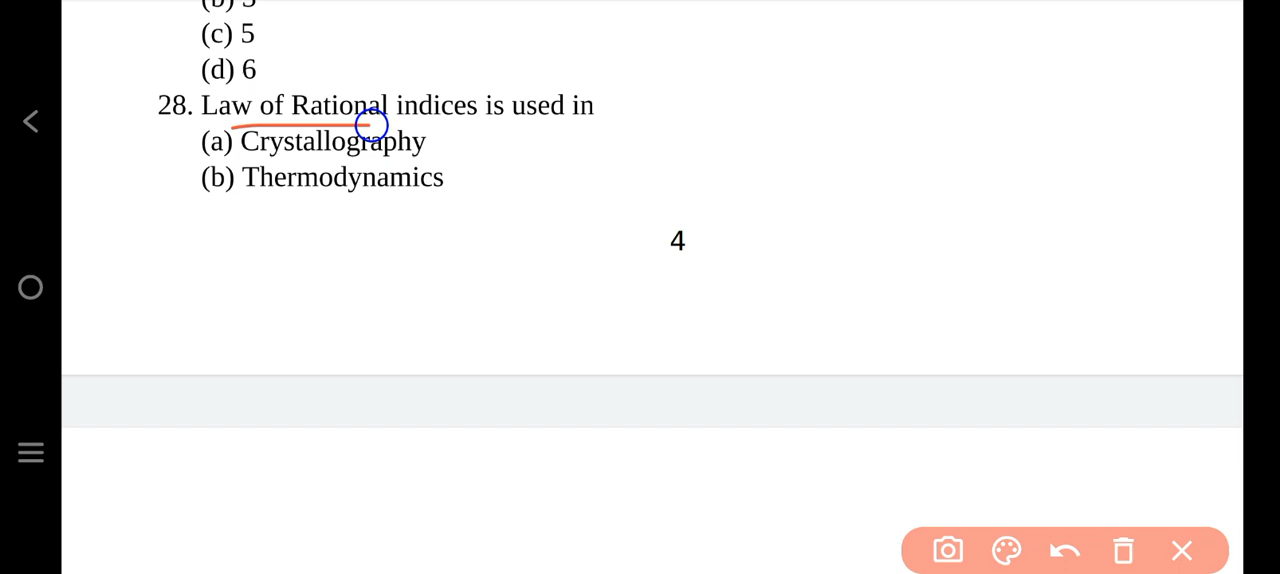 (c) 5
(d) 6
28. Law of Rational indices is used in
(a) Crystallography
(b) Thermodynamics
4